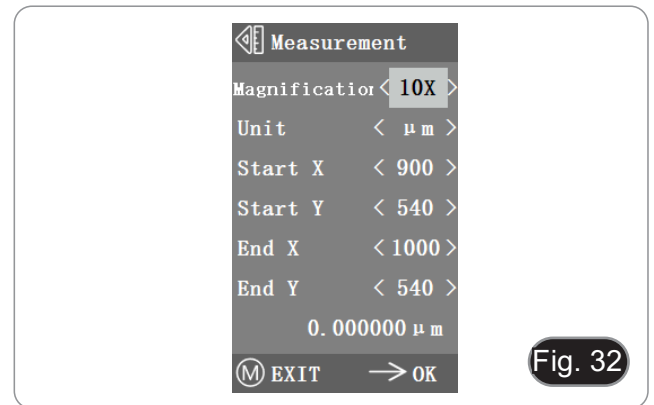 Measurement
Magnificatior < 10X >
Unit < μm >
Start X < 900 >
Start Y < 540 >
End X < 1000 >
End Y < 540 >
0.000000 μm
M EXIT → OK
Fig. 32